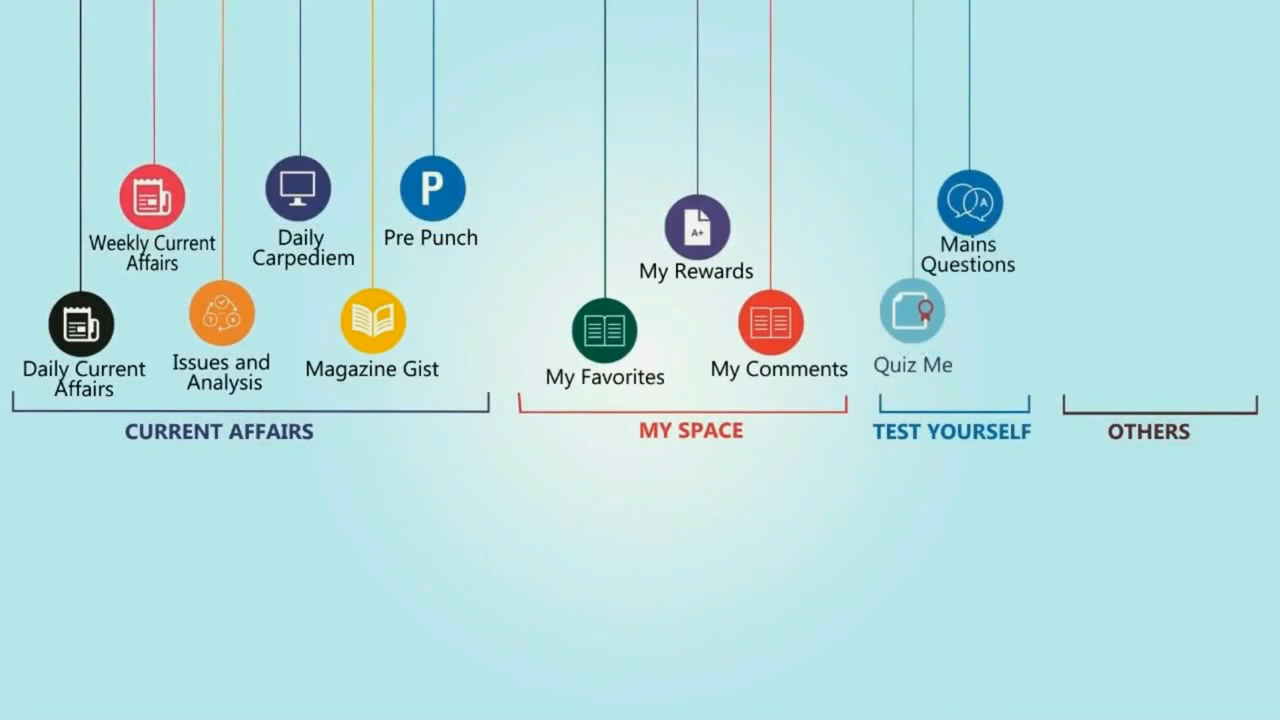 Weekly Current
Affairs
Daily
Carpediem
P
Pre Punch
Daily Current
Affairs
Issues and
Analysis
Magazine Gist
CURRENT AFFAIRS
A+
My Rewards
My Favorites
My Comments
MY SPACE
A
Mains
Questions
Quiz Me
TEST YOURSELF
OTHERS